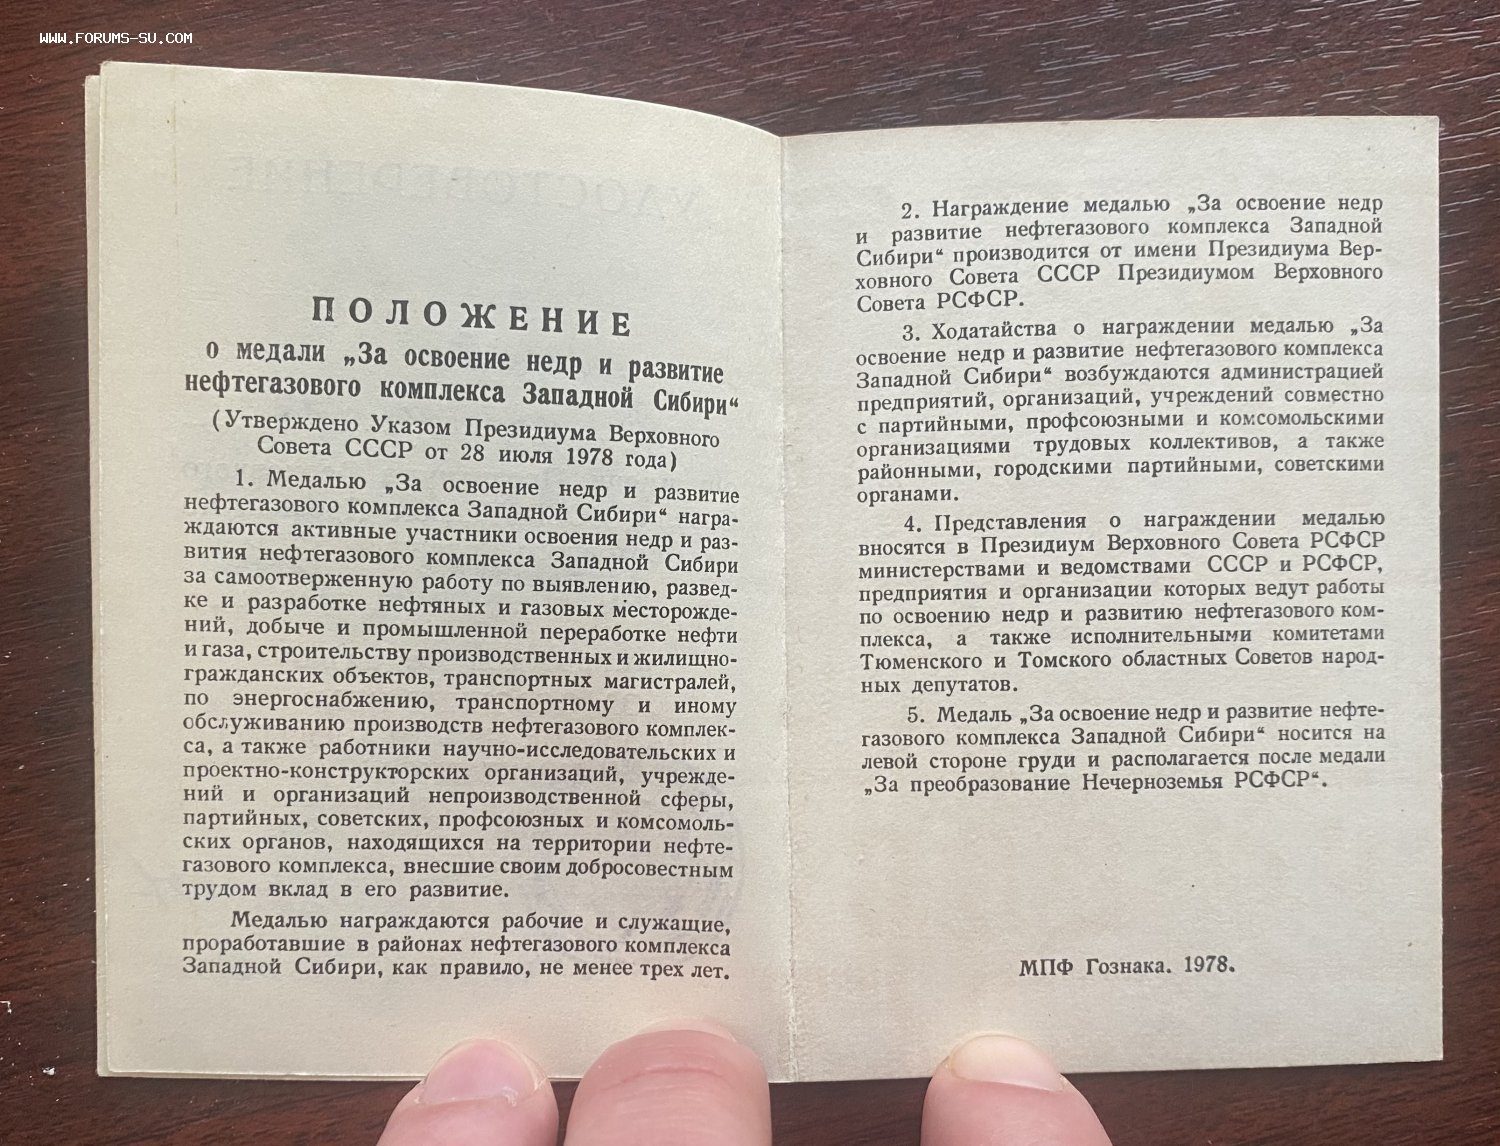 WWW.FORUMS-SU.COM
ПОЛОЖЕНИЕ
о медали „За освоение недр и развитие
нефтегазового комплекса Западной Сибири“
(Утверждено Указом Президиума Верховного
Совета СССР от 28 июля 1978 года)
1. Медалью „За освоение недр и развитие
нефтегазового комплекса Западной Сибири“ награ-
ждаются активные участники освоения недр и раз-
вития нефтегазового комплекса Западной Сибири
за самоотверженную работу по выявлению, развед-
ке и разработке нефтяных и газовых месторожде-
ний, добыче и промышленной переработке нефти
и газа, строительству производственных и жилищно-
гражданских объектов, транспортных магистралей,
по энергоснабжению, транспортному и иному
обслуживанию производств нефтегазового комплек-
са, а также работники научно-исследовательских и
проектно-конструкторских организаций, учрежде-
ний и организаций непроизводственной сферы,
партийных, советских, профсоюзных и комсомоль-
ских органов, находящихся на территории нефте-
газового комплекса, внесшие своим добросовестным
трудом вклад в его развитие.
Медалью награждаются рабочие и служащие,
проработавшие в районах нефтегазового комплекса
Западной Сибири, как правило, не менее трех лет.
2. Награждение медалью „За освоение недр
и развитие нефтегазового комплекса Западной
Сибири“ производится от имени Президиума Вер-
ховного Совета СССР Президиумом Верховного
Совета РСФСР.
3. Ходатайства о награждении медалью „За
освоение недр и развитие нефтегазового комплекса
Западной Сибири“ возбуждаются администрацией
предприятий, организаций, учреждений совместно
с партийными, профсоюзными и комсомольскими
организациями трудовых коллективов, а также
районными, городскими партийными, советскими
органами.
4. Представления о награждении медалью
вносятся в Президиум Верховного Совета РСФСР
министерствами и ведомствами СССР и РСФСР,
предприятия и организации которых ведут работы
по освоению недр и развитию нефтегазового ком-
плекса, а также исполнительными комитетами
Тюменского и Томского областных Советов народ-
ных депутатов.
5. Медаль „За освоение недр и развитие нефте-
газового комплекса Западной Сибири“ носится на
левой стороне груди и располагается после медали
„За преобразование Нечерноземья РСФСР“.
МПФ Гознака. 1978.